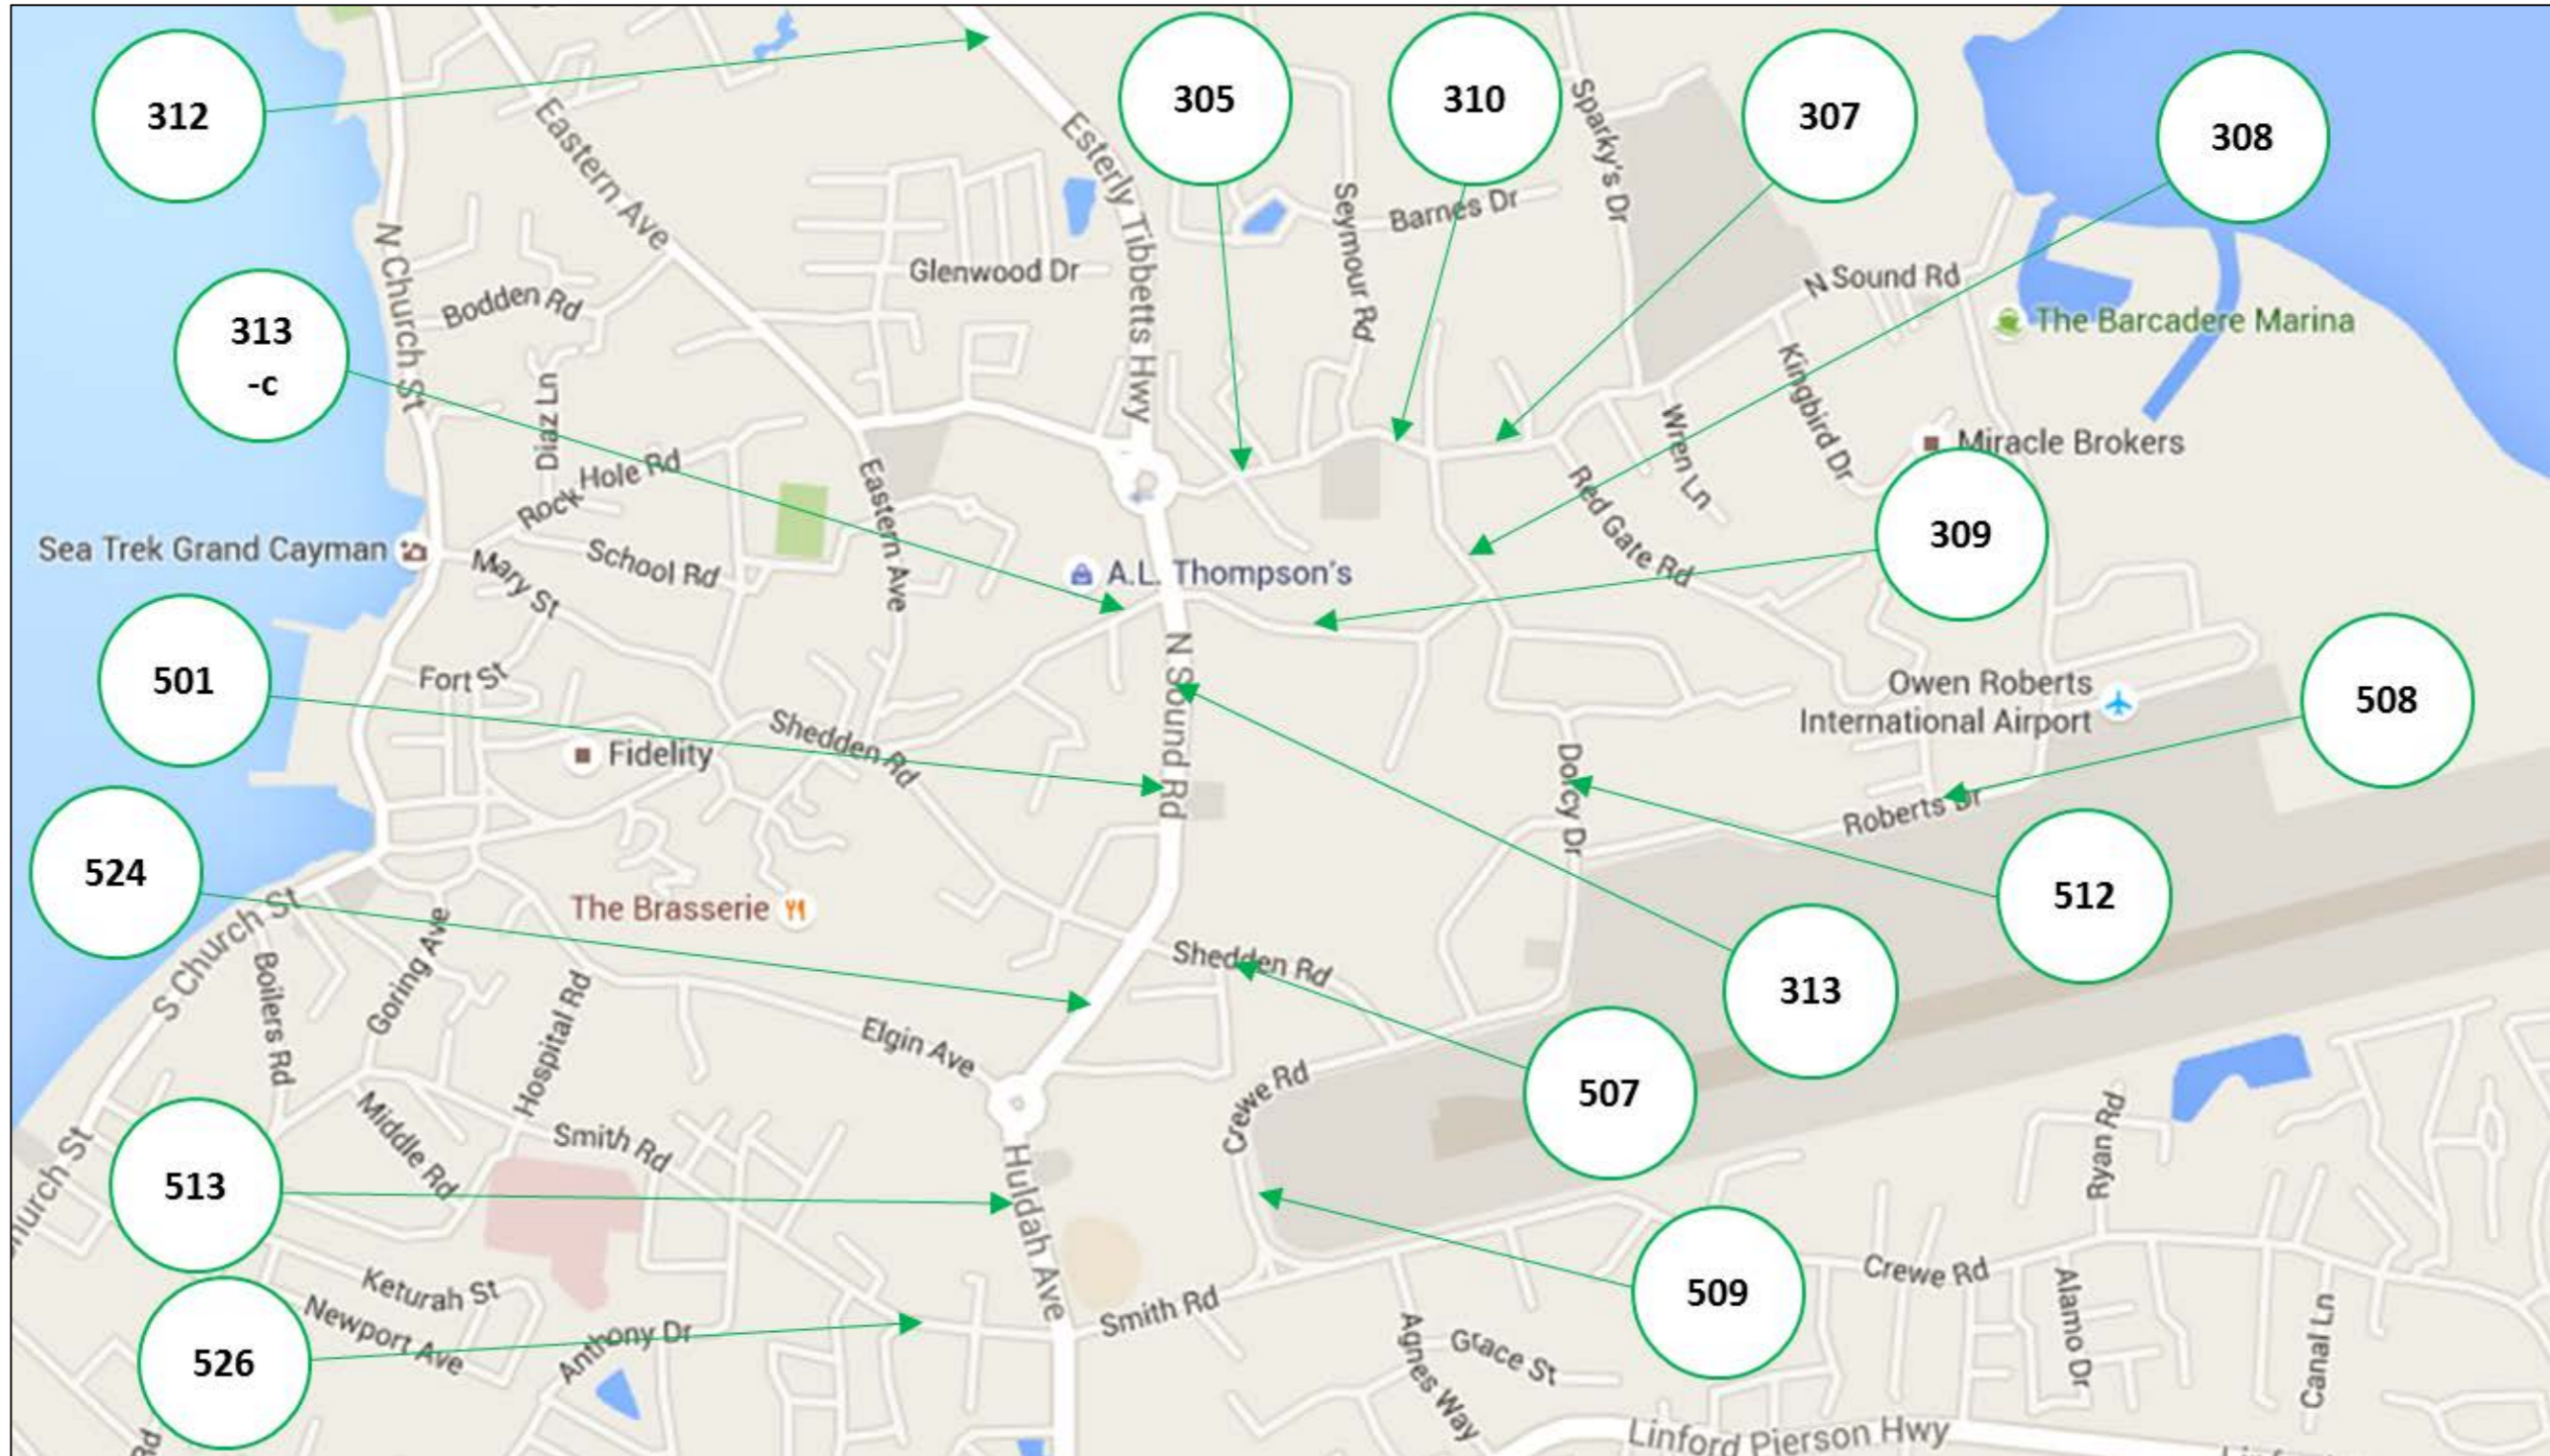 312
305
310
307
308
Eastern Ave
Esterly Tibbetts Hwy
Sparky's Dr
Seymour Rd
Barnes Dr
N Church St
Glenwood Dr
N Sound Rd
Bodden Rd
The Barcadere Marina
313
-c
Diaz Ln
Kingbird Dr
Wren Ln
Miracle Brokers
Rock Hole Rd
Eastern Ave
Red Gate Rd
309
Sea Trek Grand Cayman
Mary St
School Rd
A.L. Thompson's
501
Fort St
N Sound Rd
Owen Roberts
International Airport
508
Shedden Rd
Fidelity
Dorcy Dr
Roberts Dr
524
The Brasserie
512
S Church St
Boilers Rd
Goring Ave
Hospital Rd
Shedden Rd
313
Elgin Ave
Crewe Rd
507
Middle Rd
Smith Rd
Ryan Rd
513
Huldah Ave
509
Keturah St
Newport Ave
Smith Rd
Crewe Rd
Alamo Dr
Canal Ln
526
Anthony Dr
Agnes Way
Grace St
Linford Pierson Hwy
Rd